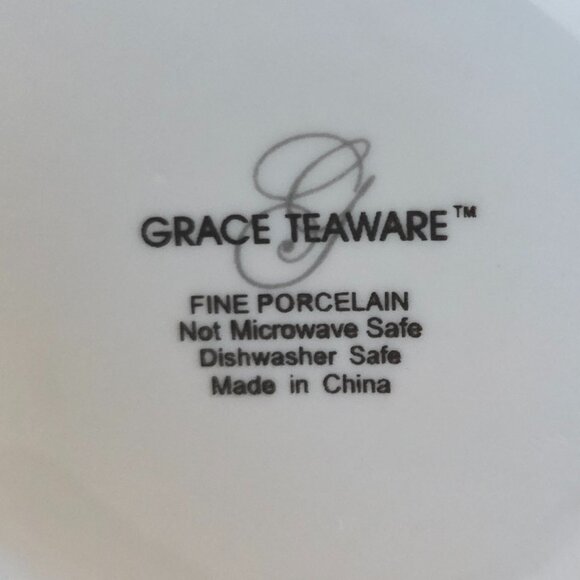 G
GRACE TEAWARE™
FINE PORCELAIN
Not Microwave Safe
Dishwasher Safe
Made in China